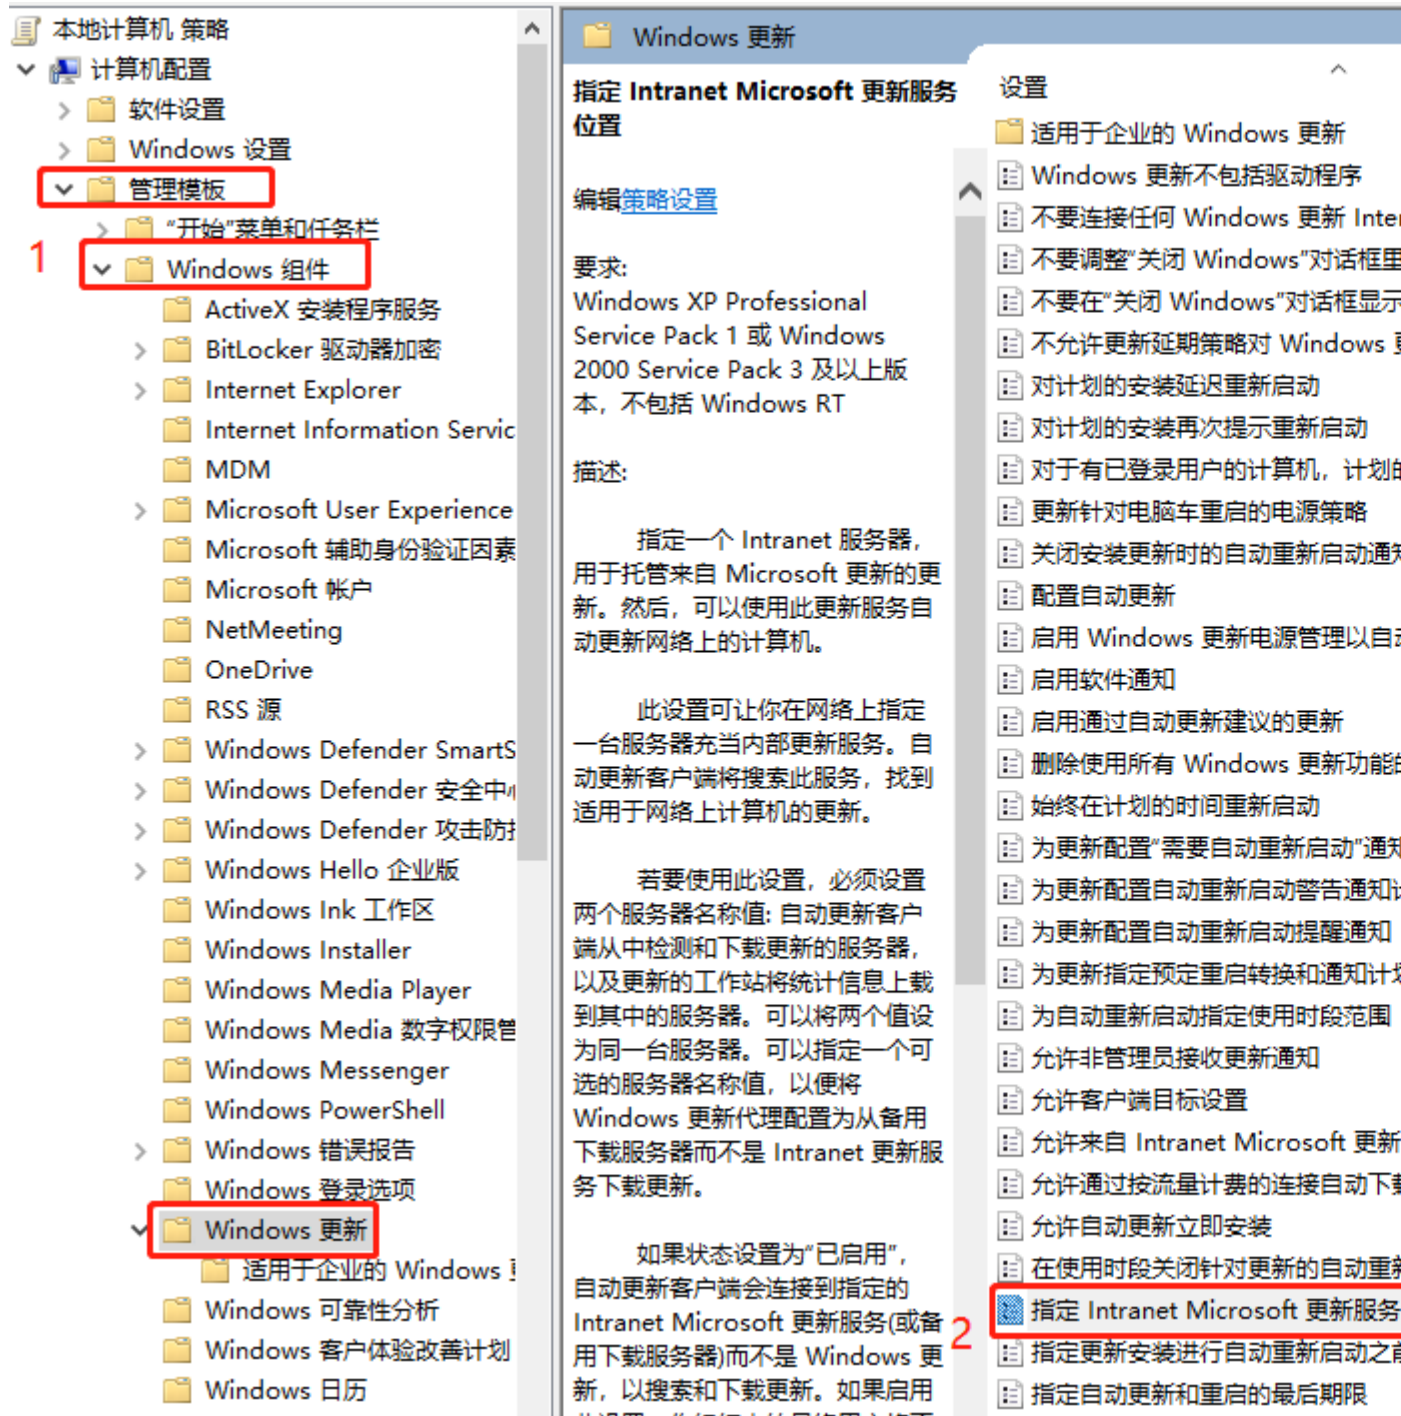 本地计算机 策略
计算机配置
软件设置
Windows 设置
管理模板
“开始”菜单和任务栏
1
Windows 组件
ActiveX 安装程序服务
BitLocker 驱动器加密
Internet Explorer
Internet Information Servic
MDM
Microsoft User Experience
Microsoft 辅助身份验证因素
Microsoft 帐户
NetMeeting
OneDrive
RSS 源
Windows Defender SmartS
Windows Defender 安全中
Windows Defender 攻击防
Windows Hello 企业版
Windows Ink 工作区
Windows Installer
Windows Media Player
Windows Media 数字权限管
Windows Messenger
Windows PowerShell
Windows 错误报告
Windows 登录选项
Windows 更新
适用于企业的 Windows
Windows 可靠性分析
Windows 客户体验改善计划
Windows 日历
Windows 更新
指定 Intranet Microsoft 更新服务
位置
编辑策略设置
要求:
Windows XP Professional
Service Pack 1 或 Windows
2000 Service Pack 3 及以上版
本，不包括 Windows RT
描述:
指定一个 Intranet 服务器，
用于托管来自 Microsoft 更新的更
新。然后，可以使用此更新服务自
动更新网络上的计算机。
此设置可让你在网络上指定
一台服务器充当内部更新服务。自
动更新客户端将搜索此服务，找到
适用于网络上计算机的更新。
若要使用此设置，必须设置
两个服务器名称值: 自动更新客户
端从中检测和下载更新的服务器，
以及更新的工作站将统计信息上载
到其中的服务器。可以将两个值设
为同一台服务器。可以指定一个可
选的服务器名称值，以便将
Windows 更新代理配置为从备用
下载服务器而不是 Intranet 更新服
务下载更新。
如果状态设置为“已启用”，
自动更新客户端会连接到指定的
Intranet Microsoft 更新服务(或备
用下载服务器)而不是 Windows 更
新，以搜索和下载更新。如果启用
设置
适用于企业的 Windows 更新
Windows 更新不包括驱动程序
不要连接任何 Windows 更新 Inte
不要调整“关闭 Windows”对话框里
不要在“关闭 Windows”对话框显示
不允许更新延期策略对 Windows
对计划的安装延迟重新启动
对计划的安装再次提示重新启动
对于有已登录用户的计算机，计划
更新针对电脑车重启的电源策略
关闭安装更新时的自动重新启动通知
配置自动更新
启用 Windows 更新电源管理以自
启用软件通知
启用通过自动更新建议的更新
删除使用所有 Windows 更新功能
始终在计划的时间重新启动
为更新配置“需要自动重新启动”通知
为更新配置自动重新启动警告通知
为更新配置自动重新启动提醒通知
为更新指定预定重启转换和通知计
为自动重新启动指定使用时段范围
允许非管理员接收更新通知
允许客户端目标设置
允许来自 Intranet Microsoft 更新
允许通过按流量计费的连接自动下
允许自动更新立即安装
在使用时段关闭针对更新的自动重
2
指定 Intranet Microsoft 更新服务
指定更新安装进行自动重新启动之
指定自动更新和重启的最后期限